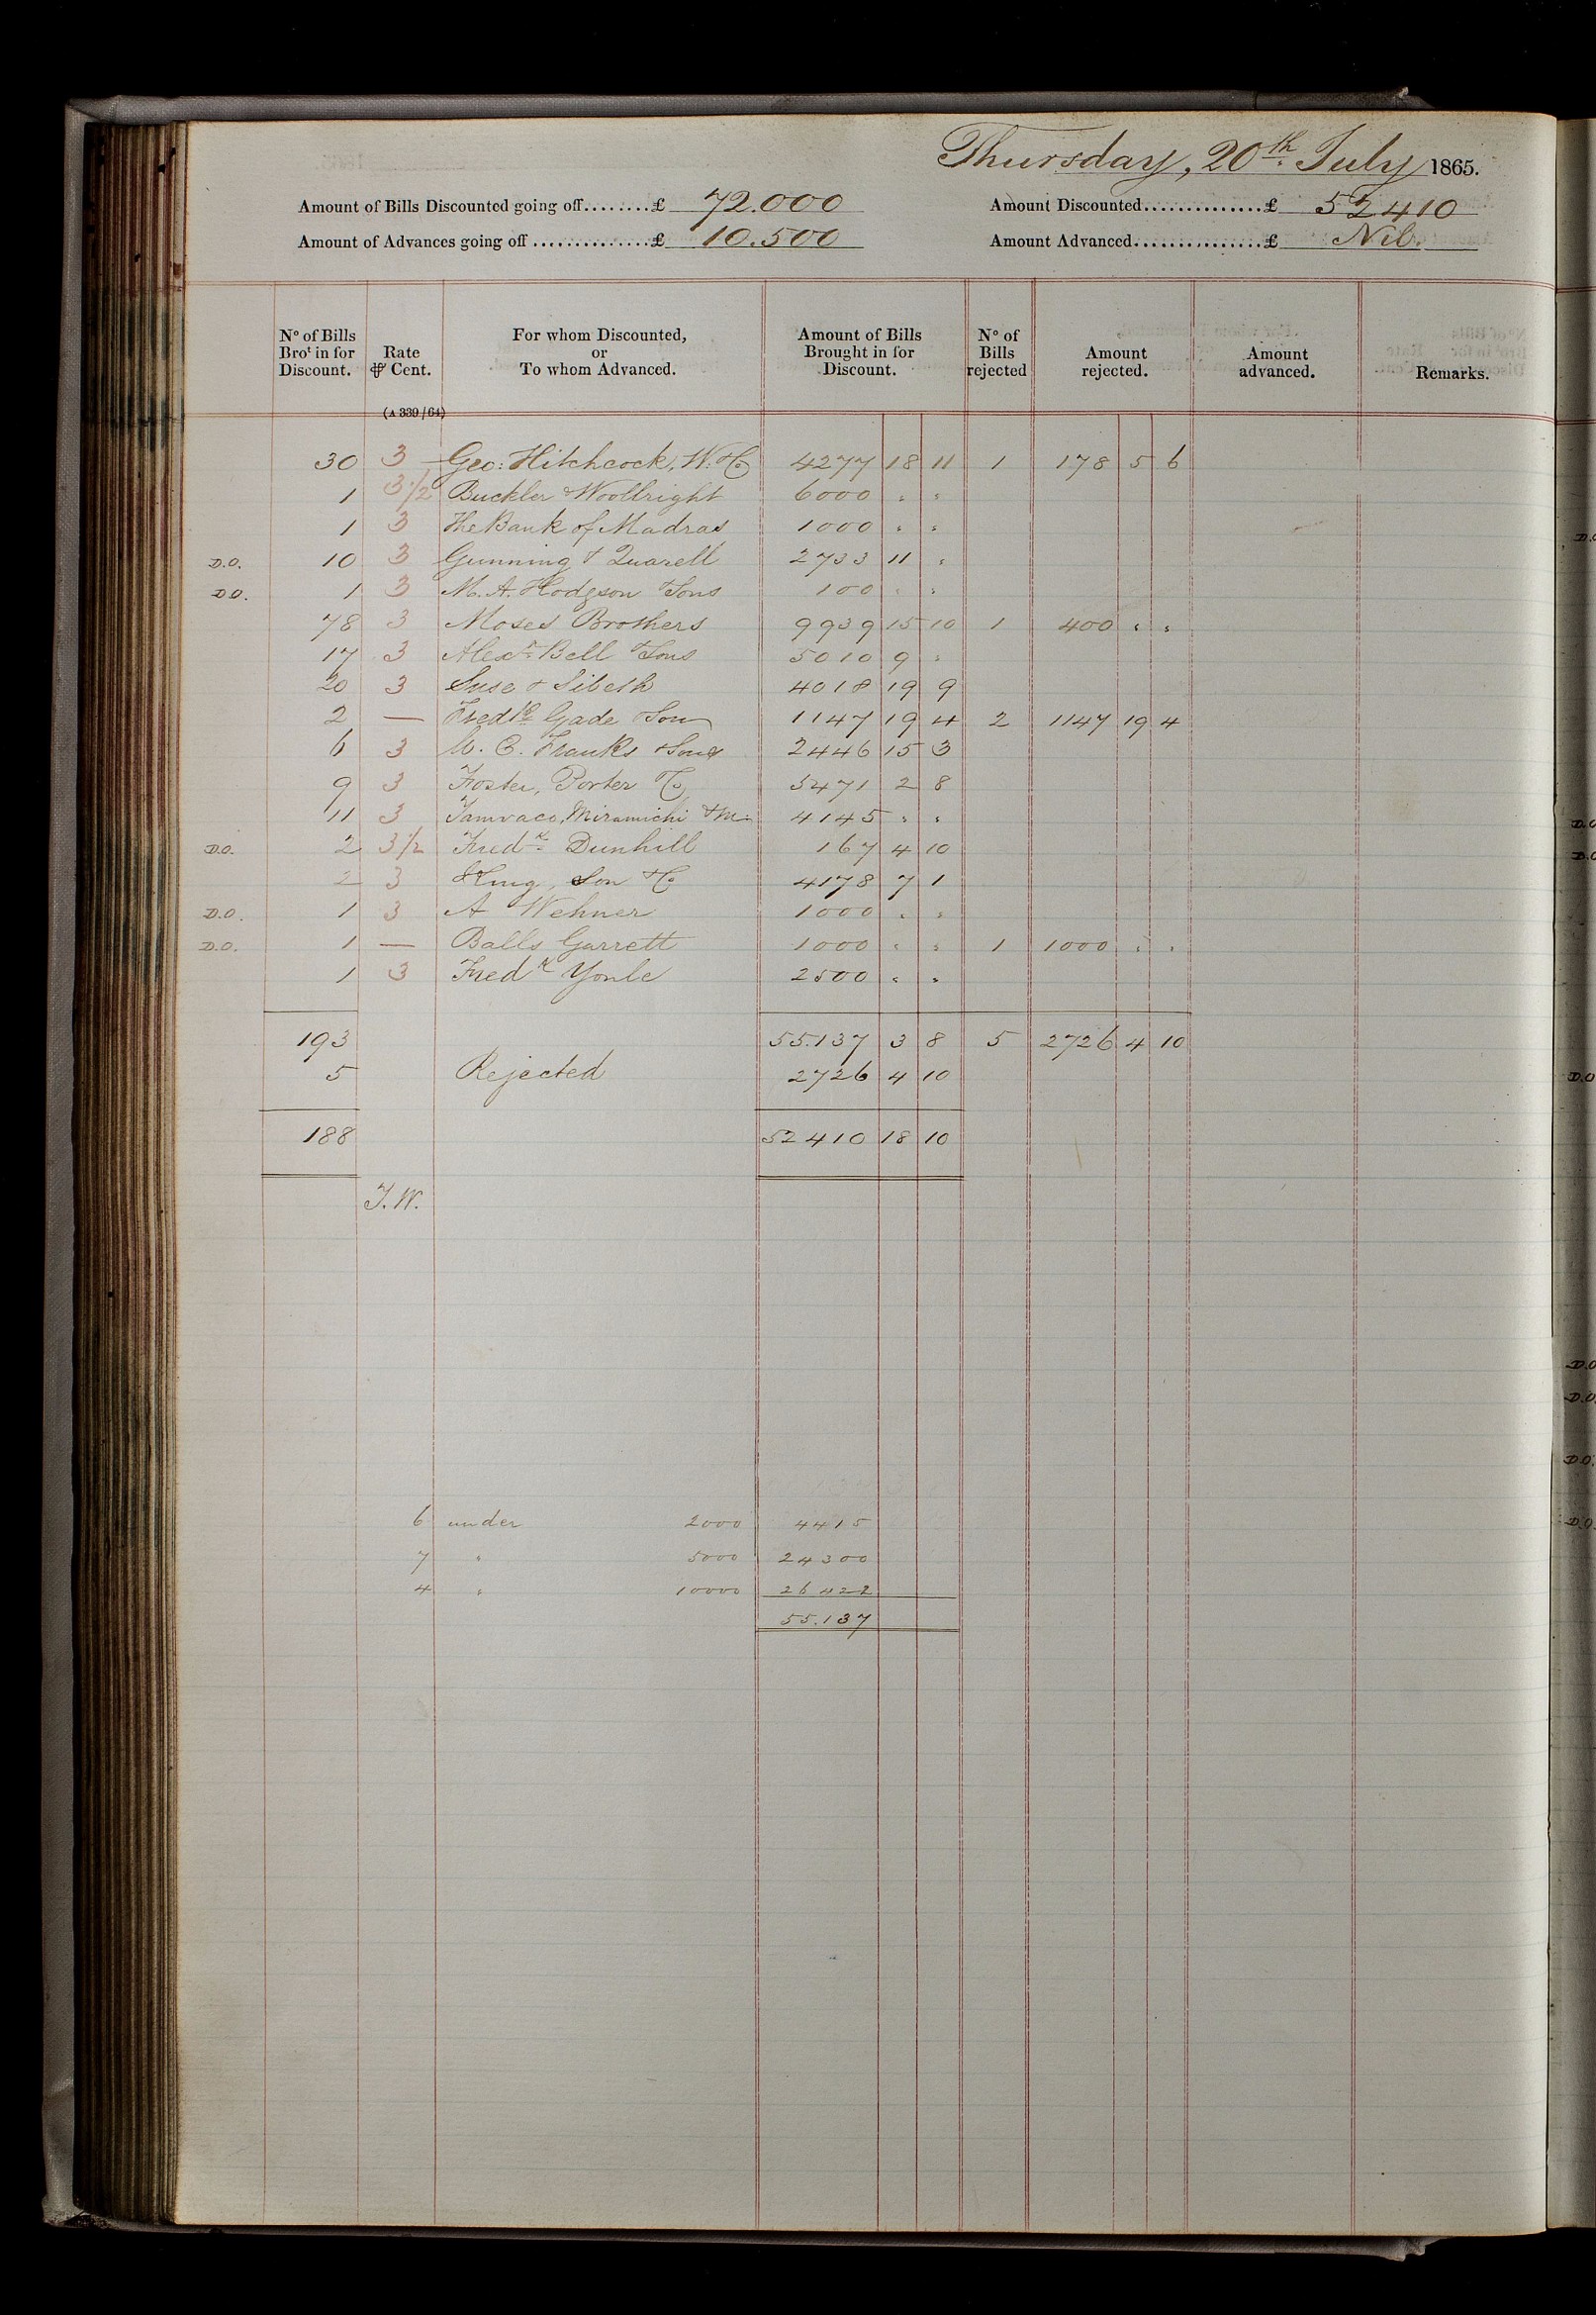 Thursday, 20th July 1865.
Amount of Bills Discounted going off........£ 72.000 Amount Discounted..............£ 52410
Amount of Advances going off..............£ 10.500 Amount Advanced................£ Nil.
No of Bills Brot in for Discount. Rate ⅌ Cent. For whom Discounted, or To whom Advanced. Amount of Bills Brought in for Discount. No of Bills rejected Amount rejected. Amount advanced. Remarks.
(A 339/64)
30 3 Geo: Hitchcock, W. & Co 4277 18 11 1 178 5 6
1 3 1/2 Buckler & Woolbright 6000 " "
1 3 The Bank of Madras 1000 " "
D.O. 10 3 Gunning & Quarell 2733 11 "
D.O. 1 3 M. A. Hodgson & Sons 100 " "
78 3 Moses Brothers 9939 15 10 1 400 " "
17 3 Alexr Bell & Sons 5010 9 "
20 3 Suse & Sibeth 4018 19 9
2 — Fredk Gade & Son 1147 19 4 2 1147 19 4
6 3 M. C. Franks & Sons 2446 15 3
9 3 Foster, Porter & Co 5471 2 8
11 3 Tamvaco, Miramichi & M 4145 " "
D.O. 2 3 1/2 Fredk Dunhill 167 4 10
2 3 King, Son & Co 4178 7 1
D.O. 1 3 A Wehner 1000 " "
D.O. 1 — Balls Garrett 1000 " " 1 1000 " "
1 3 Fredk Youle 2500 " "
193 55.137 3 8 5 2726 4 10
5 Rejected 2726 4 10
188 52410 18 10
J.W.
6 under 2000 4415
7 " 5000 24300
4 " 10000 26422
55.137